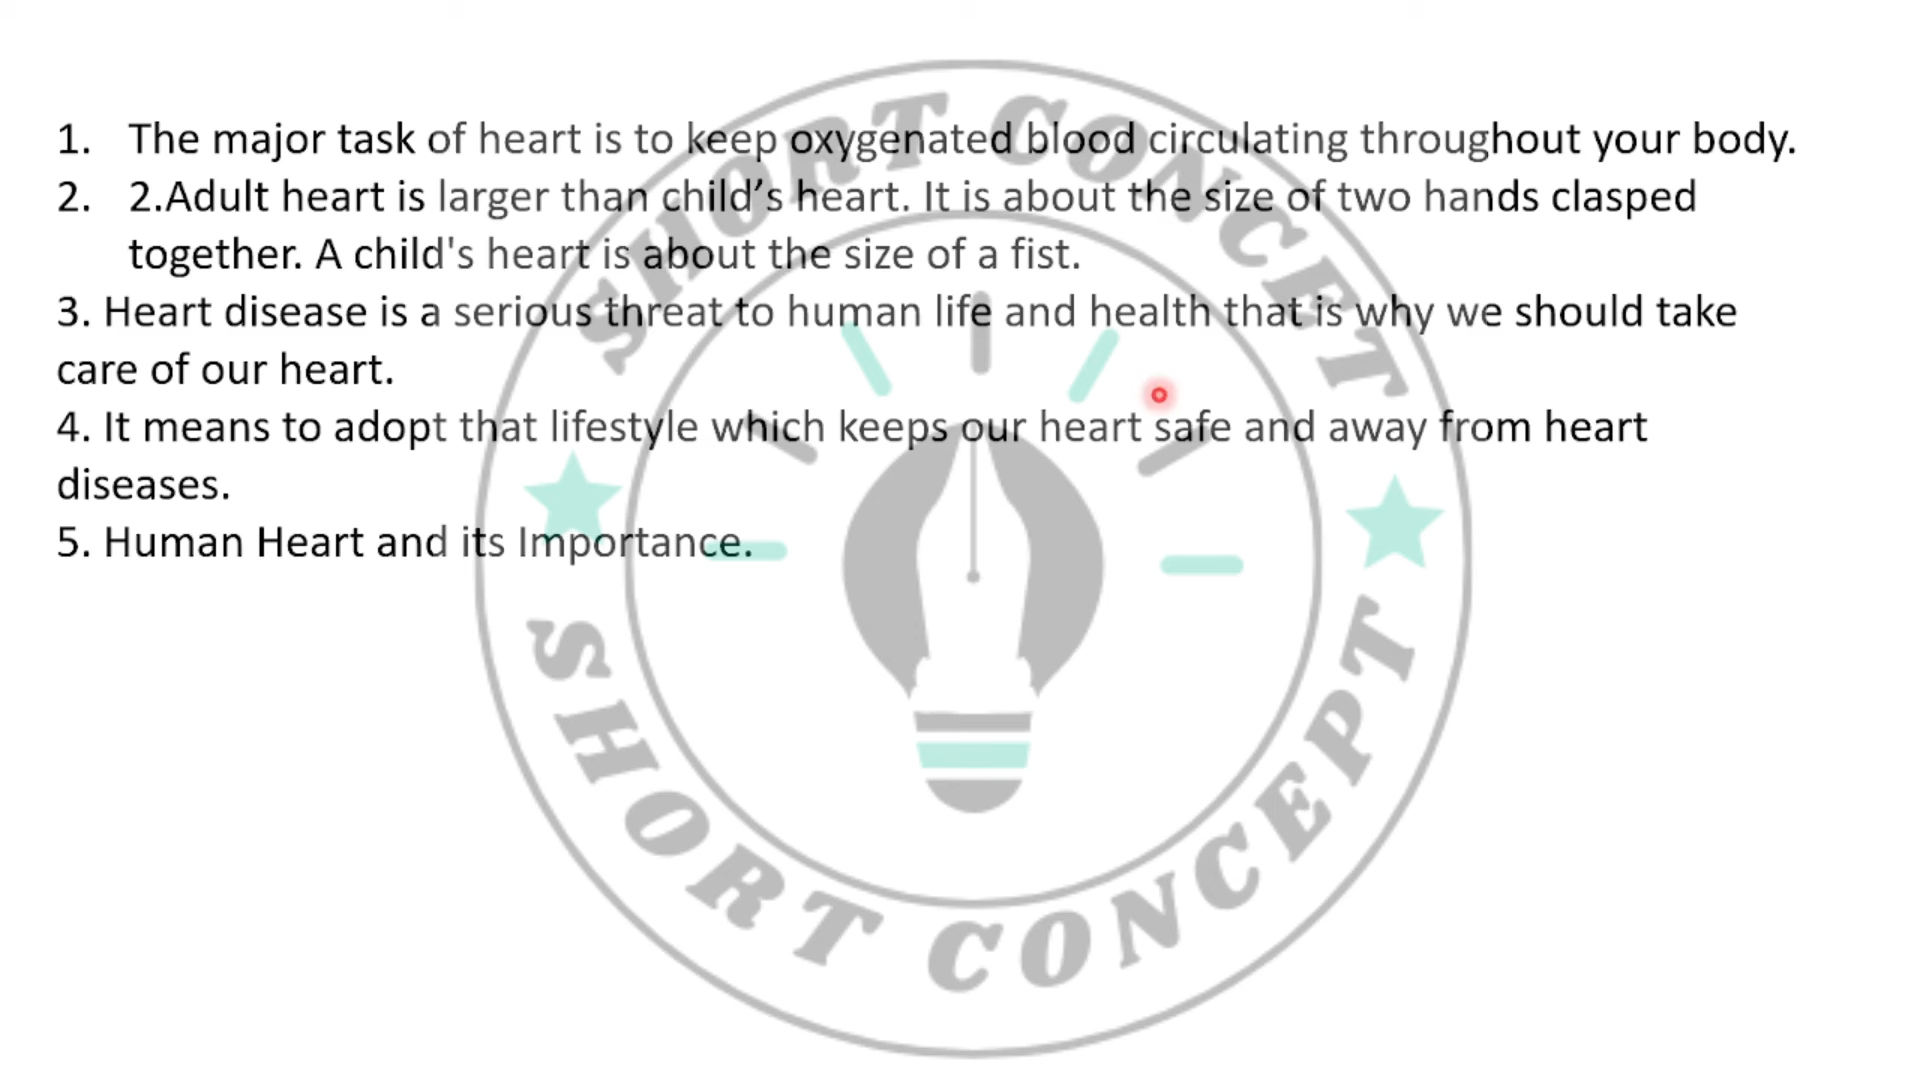 1. The major task of heart is to keep oxygenated blood circulating throughout your body.
2. 2.Adult heart is larger than child’s heart. It is about the size of two hands clasped
together. A child's heart is about the size of a fist.
3. Heart disease is a serious threat to human life and health that is why we should take
care of our heart.
4. It means to adopt that lifestyle which keeps our heart safe and away from heart
diseases.
5. Human Heart and its Importance.
SHORT CONCEPT
SHORT CONCEPT